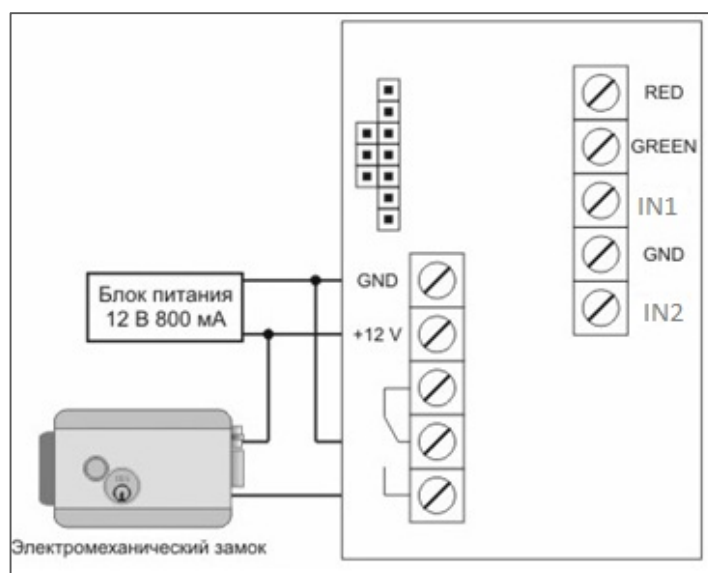 RED
GREEN
IN1
GND
IN2
GND
+12 V
Блок питания
12 В 800 мА
Электромеханический замок